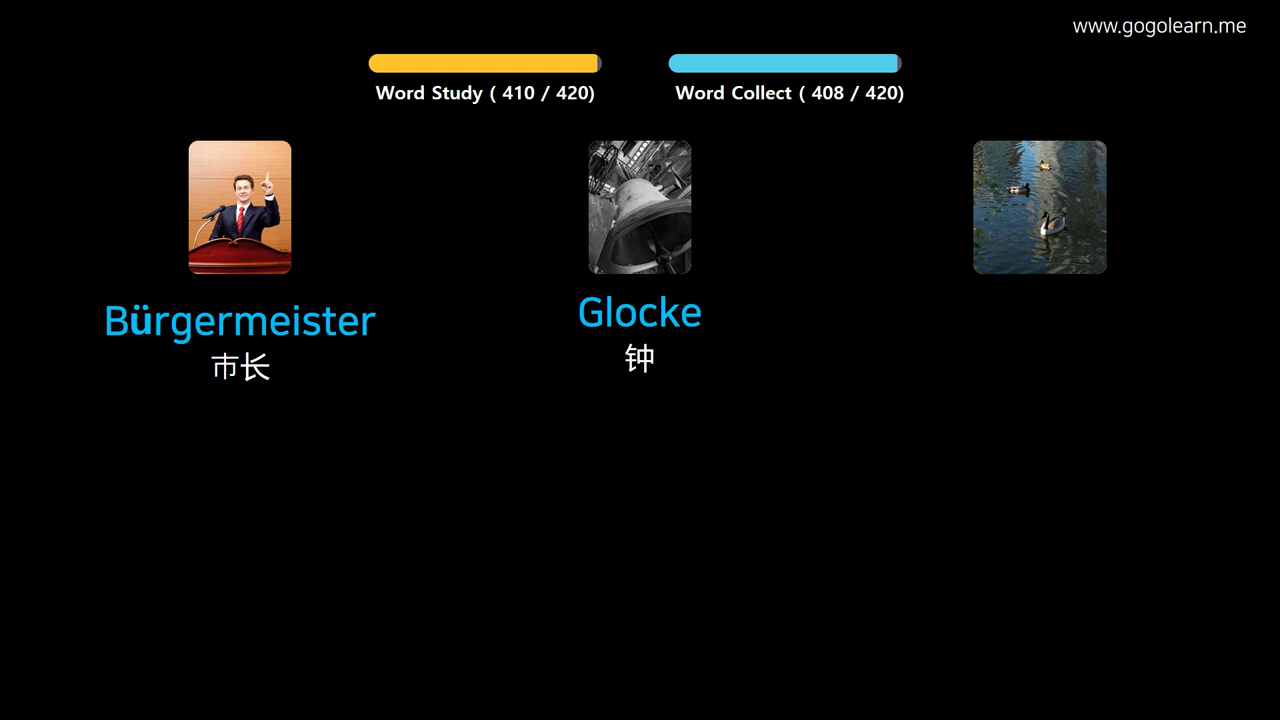 www.gogolearn.me
Word Study ( 410 / 420)
Word Collect ( 408 / 420)
Bürgermeister
市长
Glocke
钟